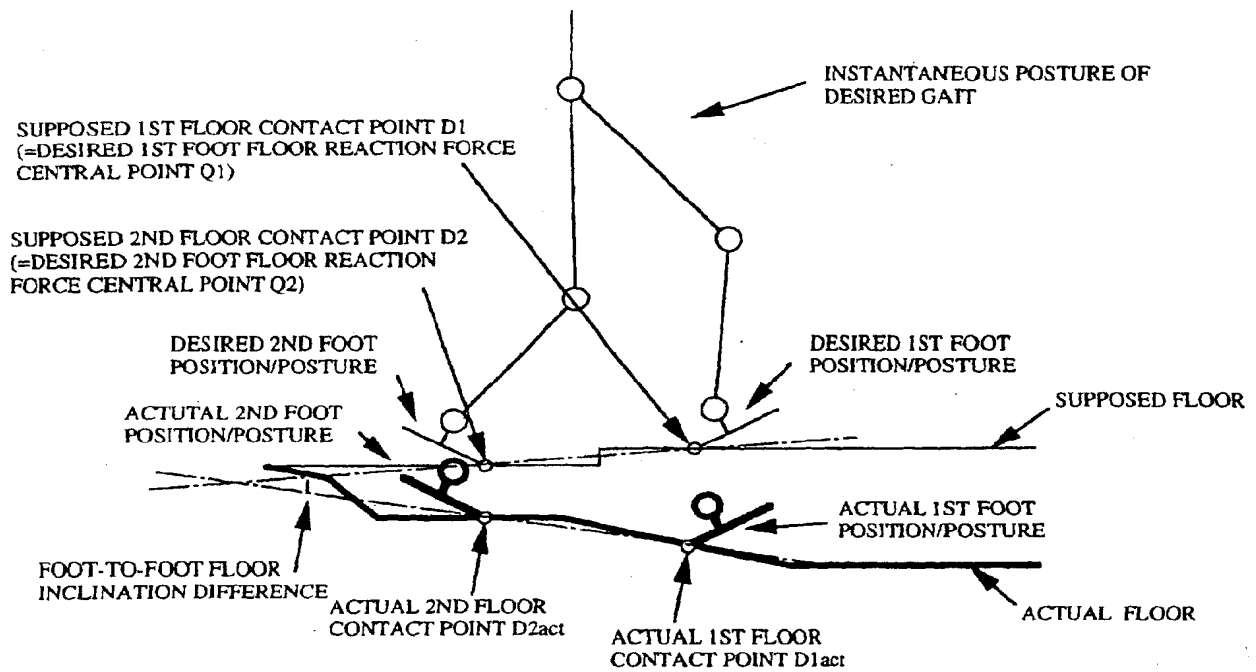 INSTANTANEOUS POSTURE OF
DESIRED GAIT
SUPPOSED 1ST FLOOR CONTACT POINT D1
(=DESIRED 1ST FOOT FLOOR REACTION FORCE
CENTRAL POINT Q1)
SUPPOSED 2ND FLOOR CONTACT POINT D2
(=DESIRED 2ND FOOT FLOOR REACTION
FORCE CENTRAL POINT Q2)
DESIRED 2ND FOOT
POSITION/POSTURE
DESIRED 1ST FOOT
POSITION/POSTURE
ACTUTAL 2ND FOOT
POSITION/POSTURE
SUPPOSED FLOOR
ACTUAL 1ST FOOT
POSITION/POSTURE
FOOT-TO-FOOT FLOOR
INCLINATION DIFFERENCE
ACTUAL 2ND FLOOR
CONTACT POINT D2act
ACTUAL 1ST FLOOR
CONTACT POINT D1act
ACTUAL FLOOR